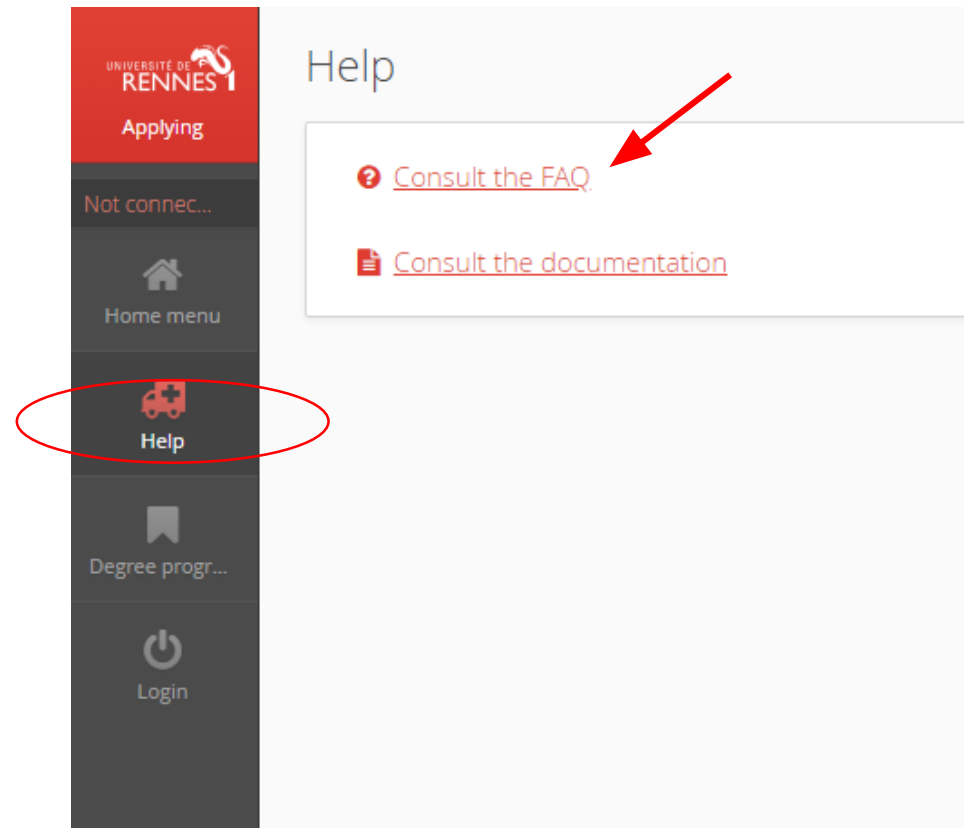 UNIVERSITÉ DE
RENNES 1
Applying
Not connec...
Home menu
Help
Degree progr...
Login
Help
Consult the FAQ
Consult the documentation